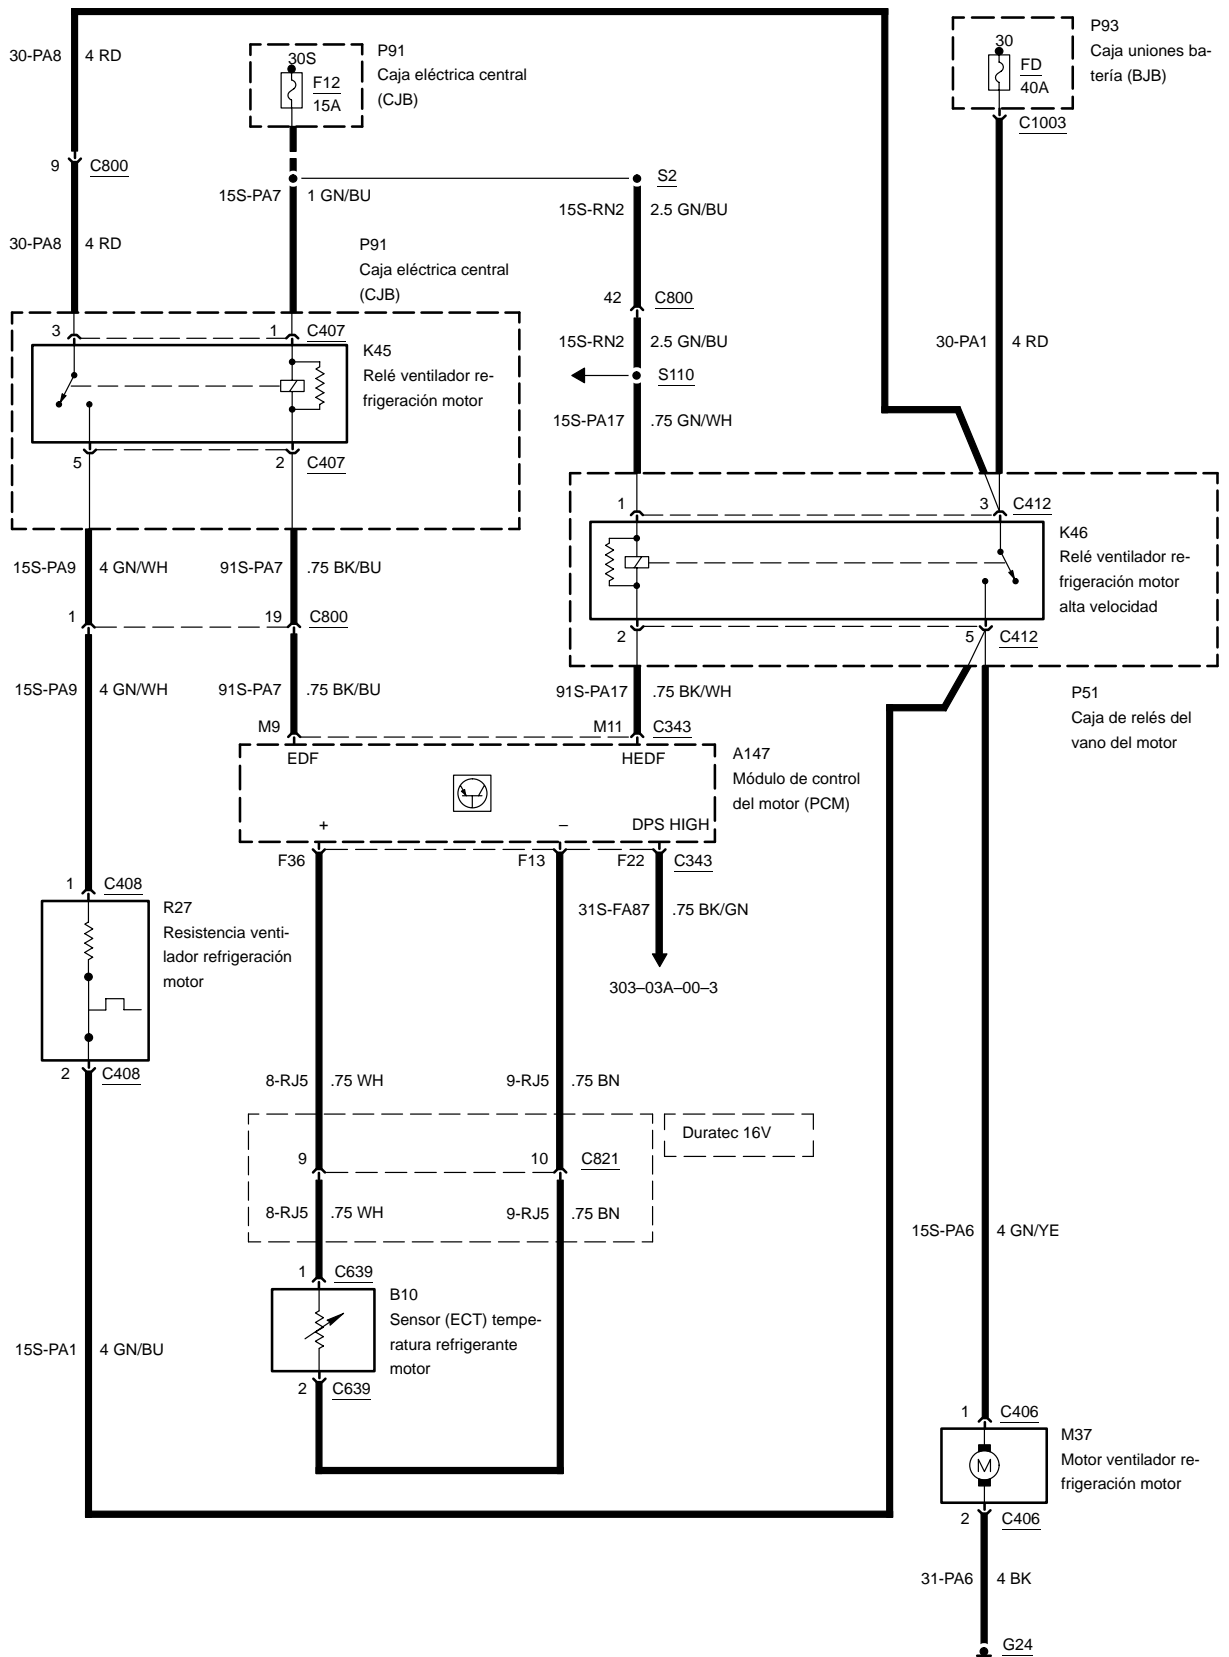 30-PA8 4 RD
P91
Caja eléctrica central
(CJB)
30S
F12
15A
P93
Caja uniones ba-
tería (BJB)
30
FD
40A
C1003
9 C800
15S-PA7 1 GN/BU
S2
15S-RN2 2.5 GN/BU
30-PA8 4 RD
P91
Caja eléctrica central
(CJB)
42 C800
3 1 C407
15S-RN2 2.5 GN/BU
30-PA1 4 RD
K45
Relé ventilador re-
frigeración motor
S110
15S-PA17 .75 GN/WH
5 2 C407
1 3 C412
K46
Relé ventilador re-
frigeración motor
alta velocidad
15S-PA9 4 GN/WH 91S-PA7 .75 BK/BU
1 19 C800
2 5 C412
15S-PA9 4 GN/WH 91S-PA7 .75 BK/BU
91S-PA17 .75 BK/WH
P51
Caja de relés del
vano del motor
M9 M11 C343
EDF HEDF
A147
Módulo de control
del motor (PCM)
+ – DPS HIGH
F36 F13 F22 C343
1 C408
R27
Resistencia venti-
lador refrigeración
motor
31S-FA87 .75 BK/GN
303–03A–00–3
2 C408
8-RJ5 .75 WH 9-RJ5 .75 BN
Duratec 16V
9 10 C821
8-RJ5 .75 WH 9-RJ5 .75 BN
15S-PA6 4 GN/YE
1 C639
B10
Sensor (ECT) tempe-
ratura refrigerante
motor
15S-PA1 4 GN/BU
2 C639
1 C406
M37
Motor ventilador re-
frigeración motor
M
2 C406
31-PA6 4 BK
G24